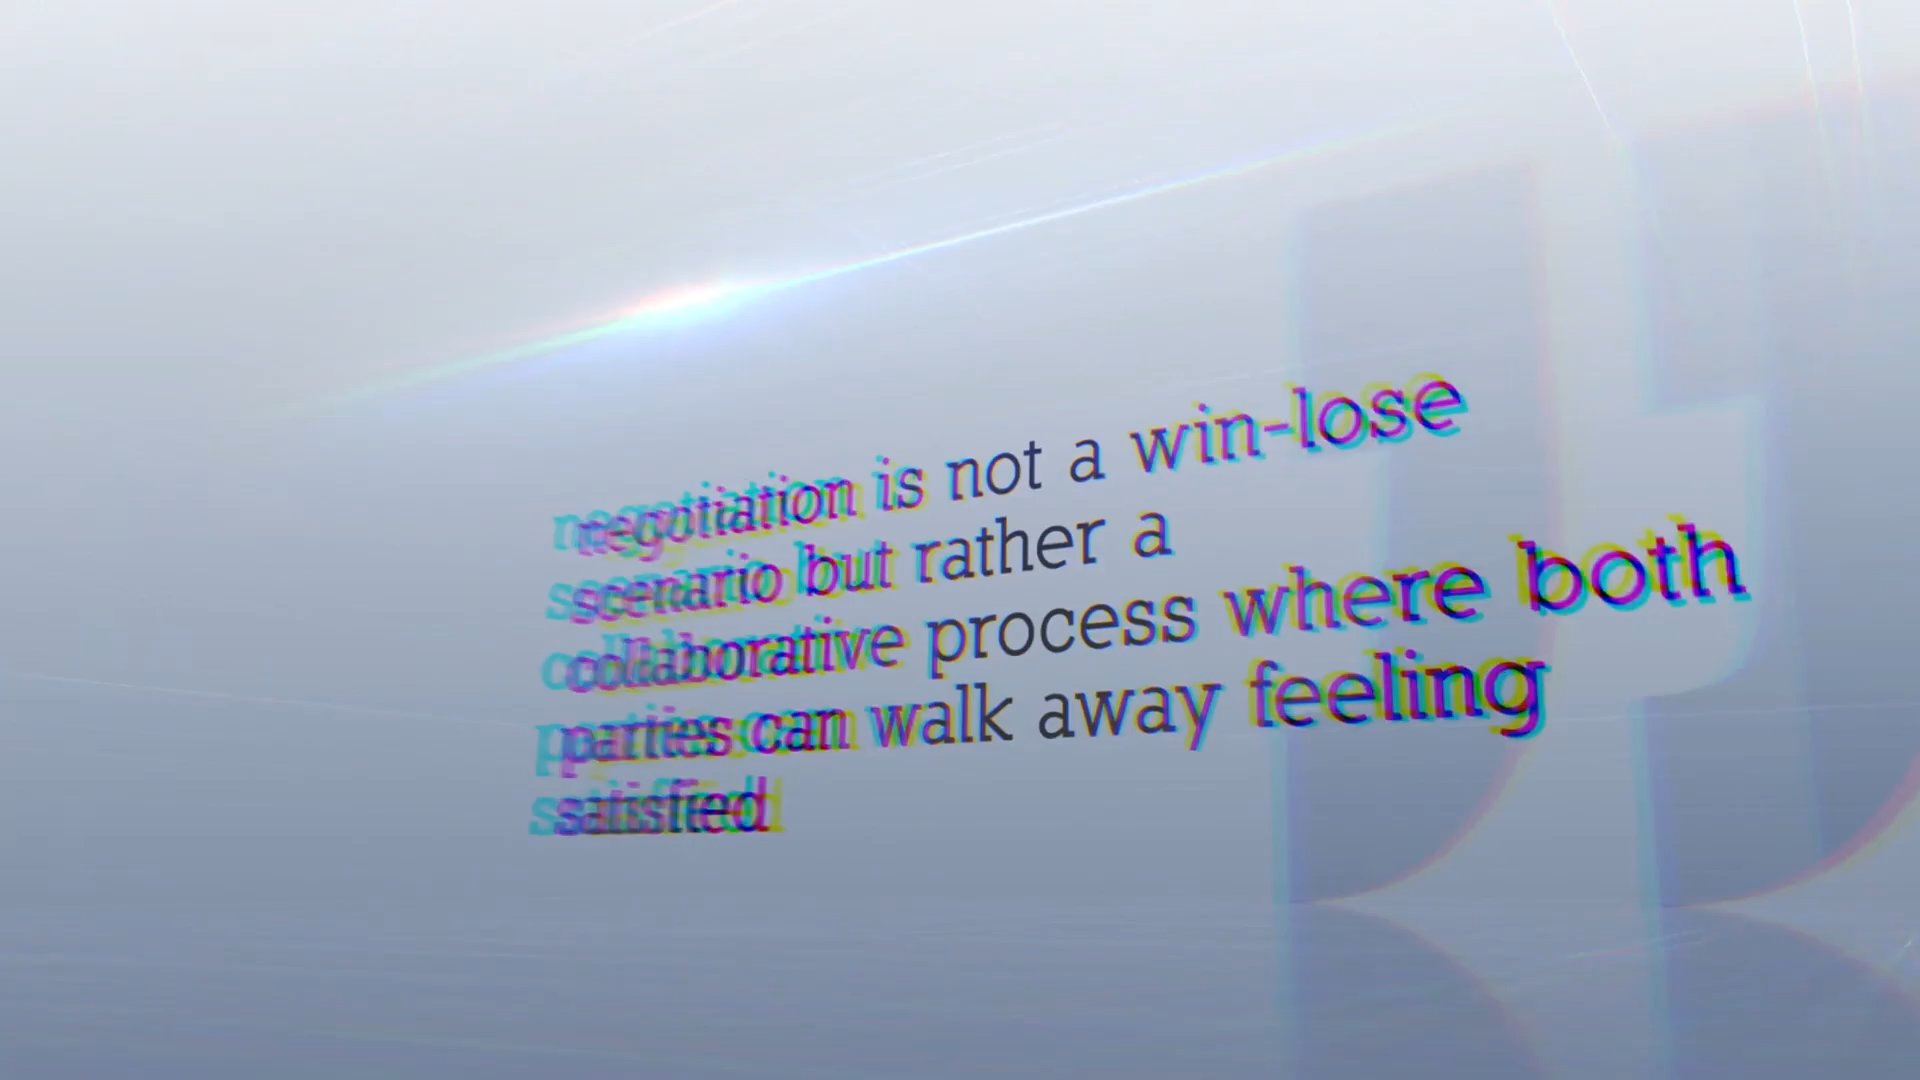 negotiation is not a win-lose
scenario but rather a
collaborative process where both
parties can walk away feeling
satisfied